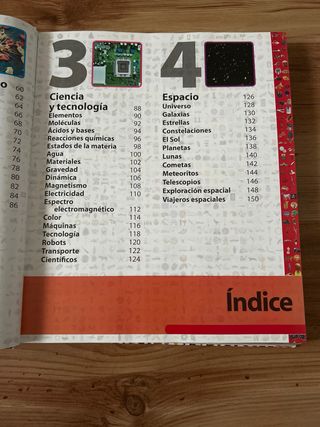 o
60
62
64
66
68
70
72
74
76
78
80
82
84
86
3
Ciencia
y tecnología 88
Elementos 90
Moléculas 92
Ácidos y bases 94
Reacciones químicas 96
Estados de la materia 98
Agua 100
Materiales 102
Gravedad 104
Dinámica 106
Magnetismo 108
Electricidad 110
Espectro
electromagnético 112
Color 114
Máquinas 116
Tecnología 118
Robots 120
Transporte 122
Científicos 124
4
Espacio 126
Universo 128
Galaxias 130
Estrellas 132
Constelaciones 134
El Sol 136
Planetas 138
Lunas 140
Cometas 142
Meteoritos 144
Telescopios 146
Exploración espacial 148
Viajeros espaciales 150
Índice